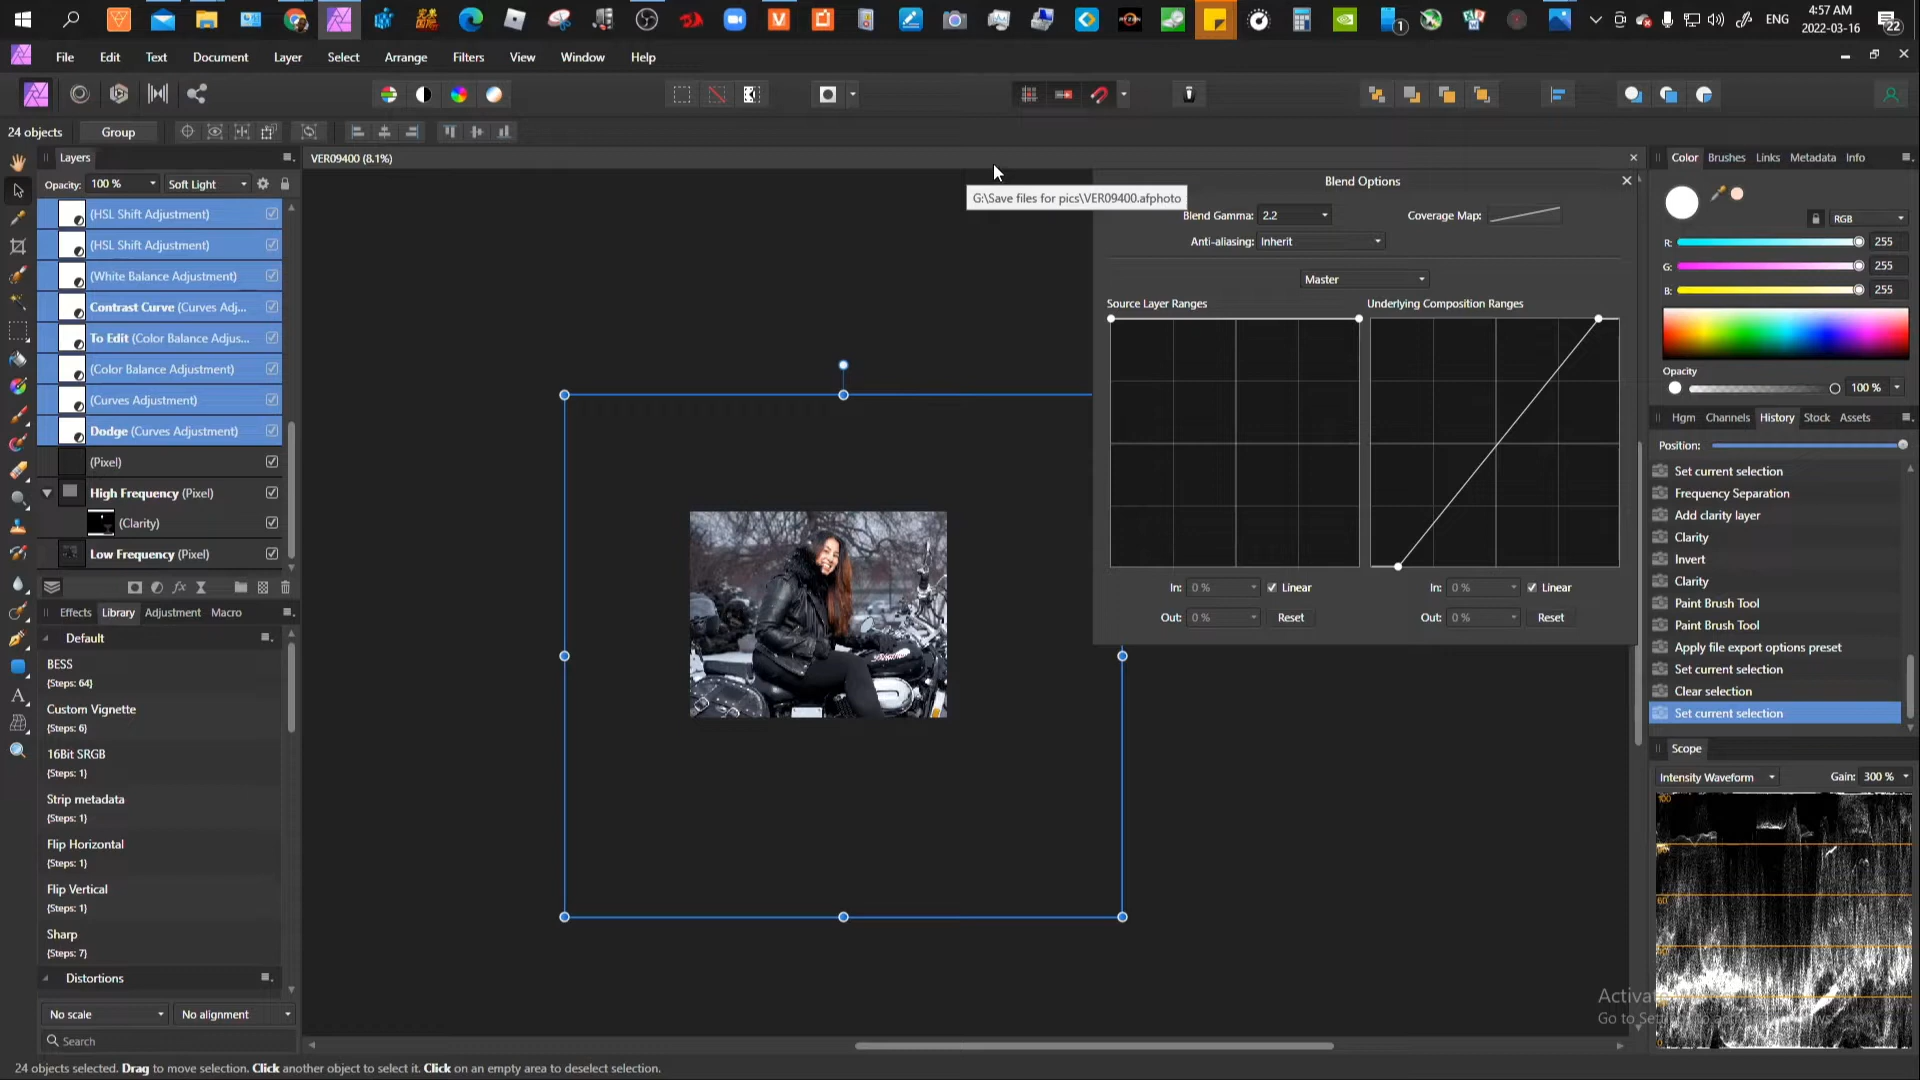 ENG
4:57 AM
2022-03-16
1
22
File Edit Text Document Layer Select Arrange Filters View Window Help
24 objects Group
Layers
Opacity: 100 % Soft Light
(HSL Shift Adjustment)
(HSL Shift Adjustment)
(White Balance Adjustment)
Contrast Curve (Curves Adj...
To Edit (Color Balance Adjus...
(Color Balance Adjustment)
(Curves Adjustment)
Dodge (Curves Adjustment)
(Pixel)
High Frequency (Pixel)
(Clarity)
Low Frequency (Pixel)
Effects Library Adjustment Macro
Default
BESS
{Steps: 64}
Custom Vignette
{Steps: 6}
16Bit SRGB
{Steps: 1}
Strip metadata
{Steps: 1}
Flip Horizontal
{Steps: 1}
Flip Vertical
{Steps: 1}
Sharp
{Steps: 7}
Distortions
No scale No alignment
Search
VER09400 (8.1%)
G:\Save files for pics\VER09400.afphoto
Blend Options
Blend Gamma: 2.2 Coverage Map:
Anti-aliasing: Inherit
Master
Source Layer Ranges Underlying Composition Ranges
In: 0 % Linear In: 0 % Linear
Out: 0 % Reset Out: 0 % Reset
Color Brushes Links Metadata Info
RGB
R: 255
G: 255
B: 255
Opacity
100 %
Hgm Channels History Stock Assets
Position:
Set current selection
Frequency Separation
Add clarity layer
Clarity
Invert
Clarity
Paint Brush Tool
Paint Brush Tool
Apply file export options preset
Set current selection
Clear selection
Set current selection
Scope
Intensity Waveform Gain: 300 %
100
60
24 objects selected. Drag to move selection. Click another object to select it. Click on an empty area to deselect selection.